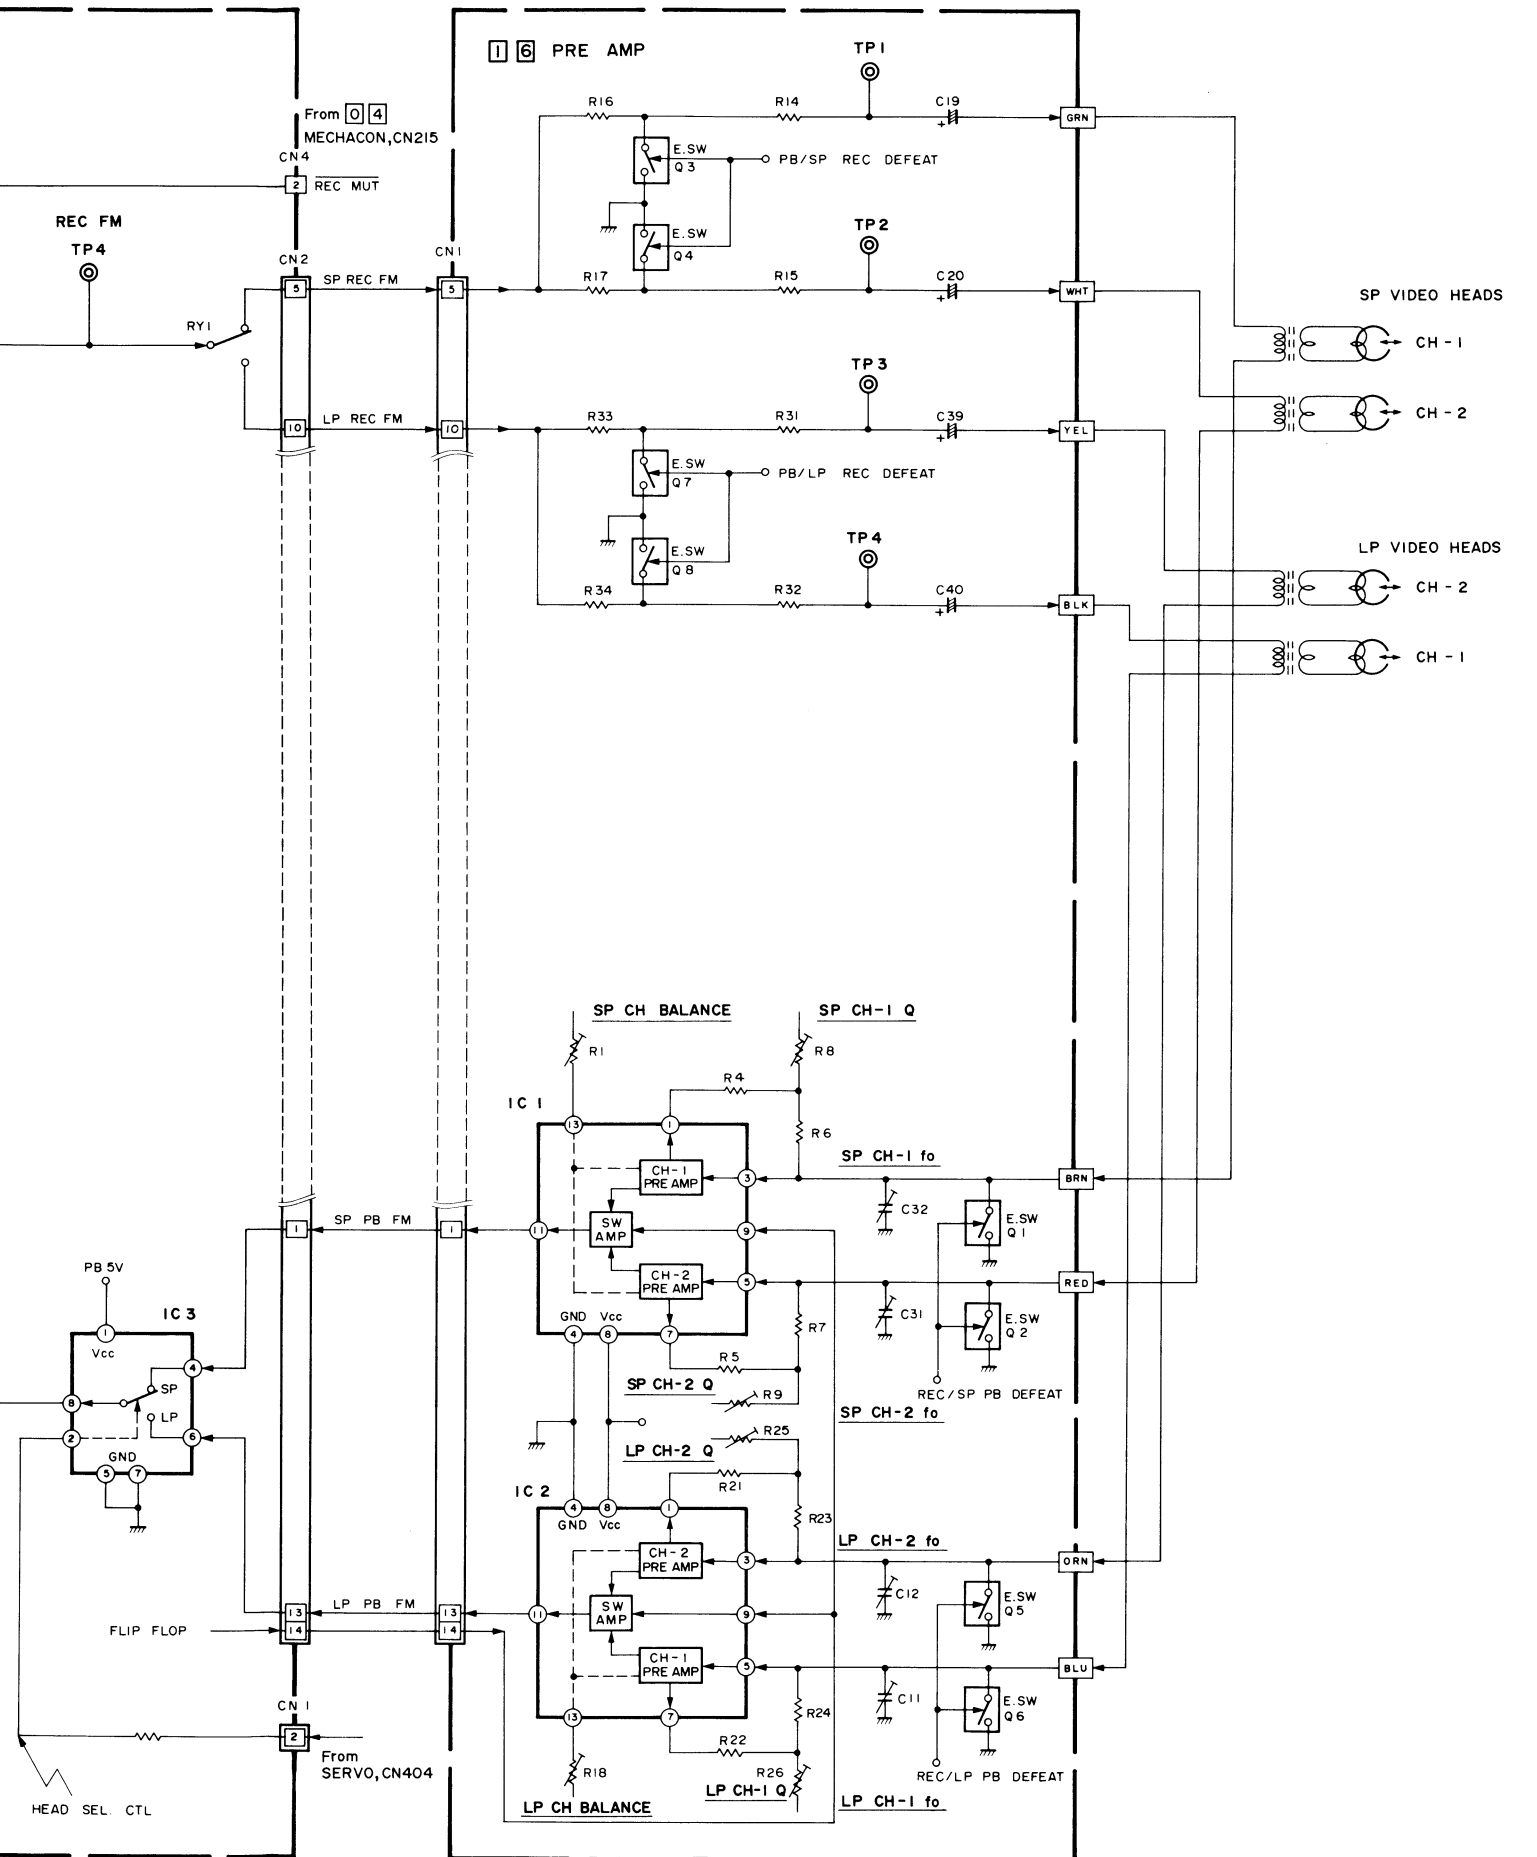 1 6 PRE AMP
TP1
From 0 4
MECHACON,CN215
R16
R14
C19
+
GRN
CN4
2
REC MUT
E.SW
Q3
PB/SP REC DEFEAT
REC FM
TP4
TP2
E.SW
Q4
CN2
CN1
5
SP REC FM
5
R17
R15
C20
+
WHT
SP VIDEO HEADS
RY1
CH-1
TP3
CH-2
10
LP REC FM
10
R33
R31
C39
+
YEL
E.SW
Q7
PB/LP REC DEFEAT
TP4
E.SW
Q8
LP VIDEO HEADS
CH-2
R34
R32
C40
+
BLK
CH-1
SP CH BALANCE
SP CH-1 Q
R1
R8
R4
IC1
13
1
R6
SP CH-1 fo
CH-1
PRE AMP
3
BRN
C32
E.SW
Q1
1
SP PB FM
1
11
SW
AMP
9
CH-2
PRE AMP
5
RED
PB 5V
IC3
1
Vcc
GND
Vcc
4
8
7
R7
C31
E.SW
Q2
4
R5
SP CH-2 Q
R9
REC/SP PB DEFEAT
SP CH-2 fo
8
SP
LP
2
6
GND
5
7
R25
LP CH-2 Q
R21
IC2
4
8
1
GND
Vcc
R23
LP CH-2 fo
CH-2
PRE AMP
3
ORN
C12
E.SW
Q5
13
LP PB FM
13
11
SW
AMP
9
FLIP FLOP
14
14
CH-1
PRE AMP
5
BLU
CN1
2
From
SERVO,CN404
13
7
R24
C11
E.SW
Q6
R22
R18
R26
LP CH-1 Q
REC/LP PB DEFEAT
HEAD SEL. CTL
LP CH BALANCE
LP CH-1 fo